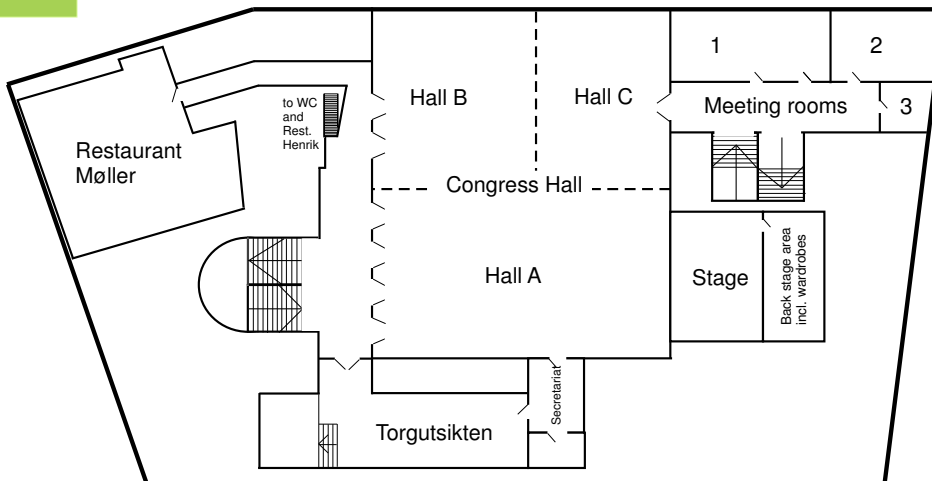 1
2
Hall B
Hall C
to WC
and
Rest.
Henrik
Meeting rooms
3
Restaurant
Møller
Congress Hall
Hall A
Stage
Back stage area
incl. wardrobes
Secretariat
Torgutsikten